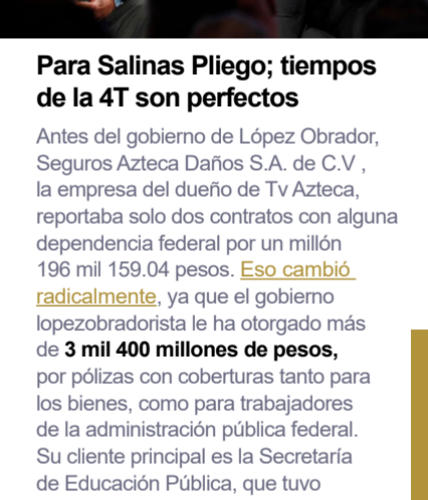 Para Salinas Pliego; tiempos
de la 4T son perfectos
Antes del gobierno de López Obrador,
Seguros Azteca Daños S.A. de C.V ,
la empresa del dueño de Tv Azteca,
reportaba solo dos contratos con alguna
dependencia federal por un millón
196 mil 159.04 pesos. Eso cambió
radicalmente, ya que el gobierno
lopezobradorista le ha otorgado más
de 3 mil 400 millones de pesos,
por pólizas con coberturas tanto para
los bienes, como para trabajadores
de la administración pública federal.
Su cliente principal es la Secretaría
de Educación Pública, que tuvo